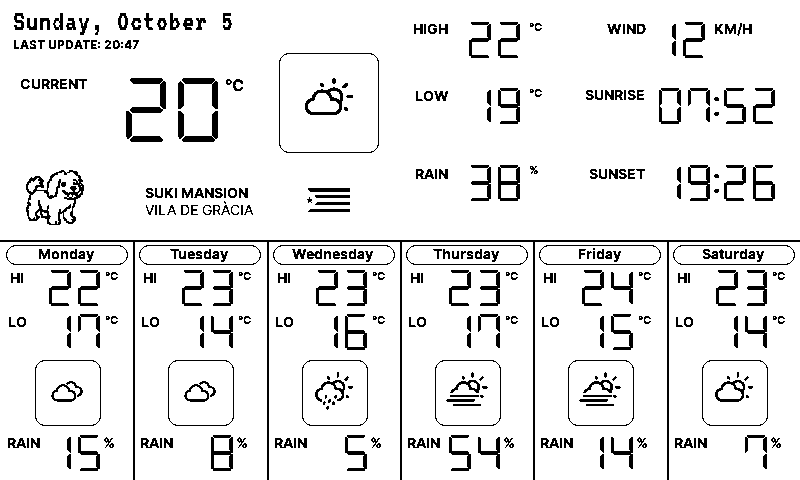 Sunday, October 5
LAST UPDATE: 20:47
CURRENT 20 °C
SUKI MANSION
VILA DE GRÀCIA
HIGH 22 °C
LOW 19 °C
RAIN 38 %
WIND 12 KM/H
SUNRISE 07:52
SUNSET 19:26
Monday
HI 22 °C
LO 17 °C
RAIN 15 %
Tuesday
HI 23 °C
LO 14 °C
RAIN 8 %
Wednesday
HI 23 °C
LO 16 °C
RAIN 5 %
Thursday
HI 23 °C
LO 17 °C
RAIN 54 %
Friday
HI 24 °C
LO 15 °C
RAIN 14 %
Saturday
HI 23 °C
LO 14 °C
RAIN 7 %